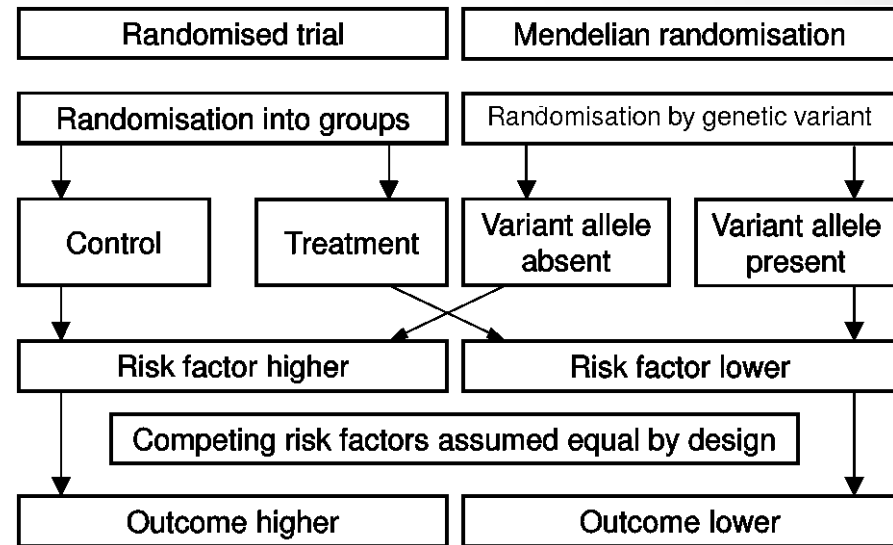 Randomised trial
Mendelian randomisation
Randomisation into groups
Randomisation by genetic variant
Control
Treatment
Variant allele
absent
Variant allele
present
Risk factor higher
Risk factor lower
Competing risk factors assumed equal by design
Outcome higher
Outcome lower